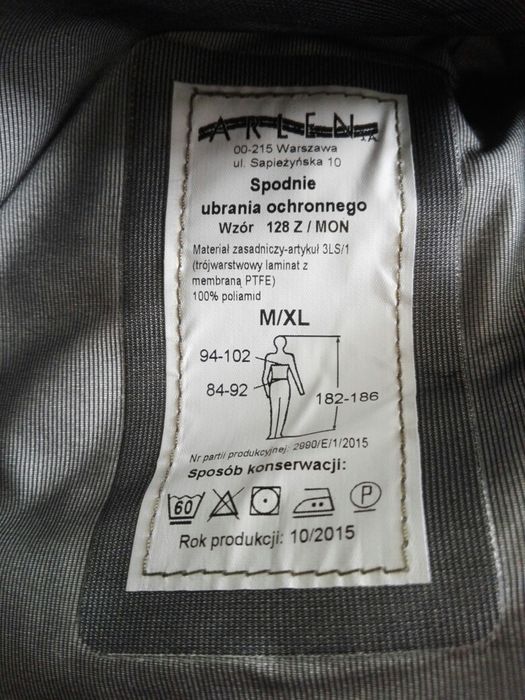 ARLEN S.A.
00-215 Warszawa
ul. Sapieżyńska 10
Spodnie
ubrania ochronnego
Wzór 128 Z / MON
Materiał zasadniczy-artykuł 3LS/1
(trójwarstwowy laminat z
membraną PTFE)
100% poliamid
M/XL
94-102
84-92
182-186
Nr partii produkcyjnej: 2990/E/1/2015
Sposób konserwacji:
60 P
Rok produkcji: 10/2015